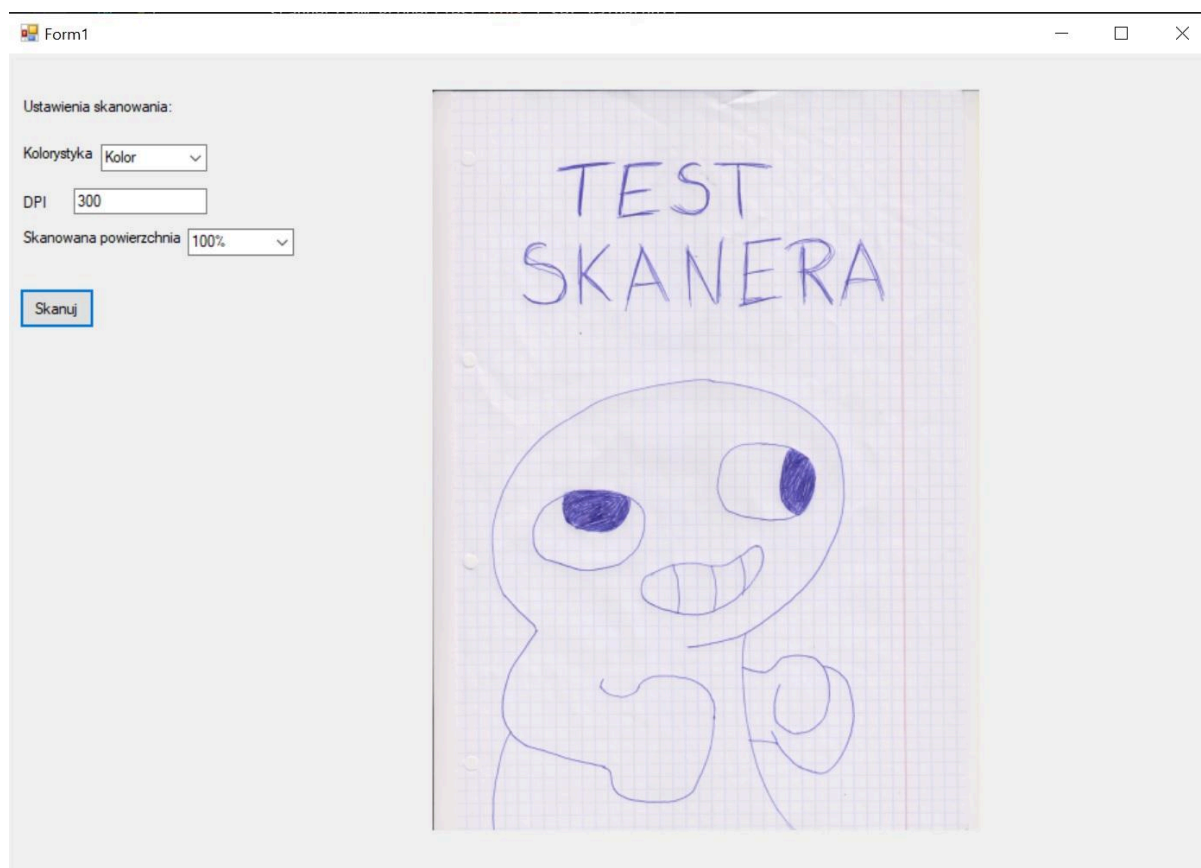 Form1
Ustawienia skanowania:
Kolorystyka Kolor
DPI 300
Skanowana powierzchnia 100%
Skanuj
TEST
SKANERA